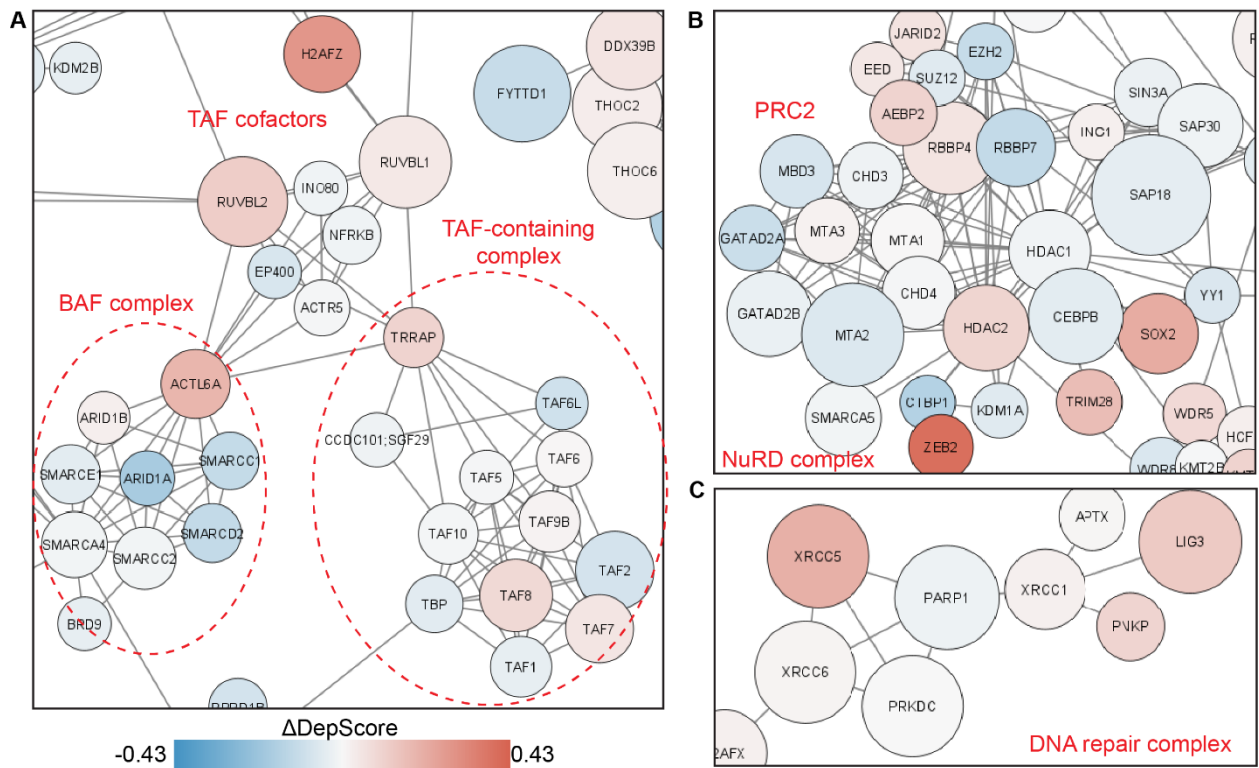 A
H2AFZ
DDX39B
KDM2B
FYTTD1
THOC2
TAF cofactors
RUVBL1
THOC6
INO80
RUVBL2
NFRKB
TAF-containing
complex
EP400
BAF complex
ACTR5
TRRAP
ACTL6A
ARID1B
TAF6L
CCDC101;SGF29
SMARCC1
TAF6
SMARCE1
ARID1A
TAF5
TAF9B
SMARCD2
TAF10
SMARCA4
SMARCC2
TAF2
TAF8
TBP
BRD9
TAF7
TAF1
ΔDepScore
-0.43
0.43
B
JARID2
EZH2
EED
SUZ12
SIN3A
PRC2
AEBP2
ING1
SAP30
RBBP4
RBBP7
MBD3
CHD3
SAP18
MTA3
GATAD2A
MTA1
HDAC1
CHD4
YY1
GATAD2B
CEBPB
MTA2
HDAC2
SOX2
CTBP1
TRIM28
SMARCA5
KDM1A
WDR5
ZEB2
HCF
NuRD complex
KMT2B
C
APTX
XRCC5
LIG3
PARP1
XRCC1
PNKP
XRCC6
PRKDC
2AFX
DNA repair complex